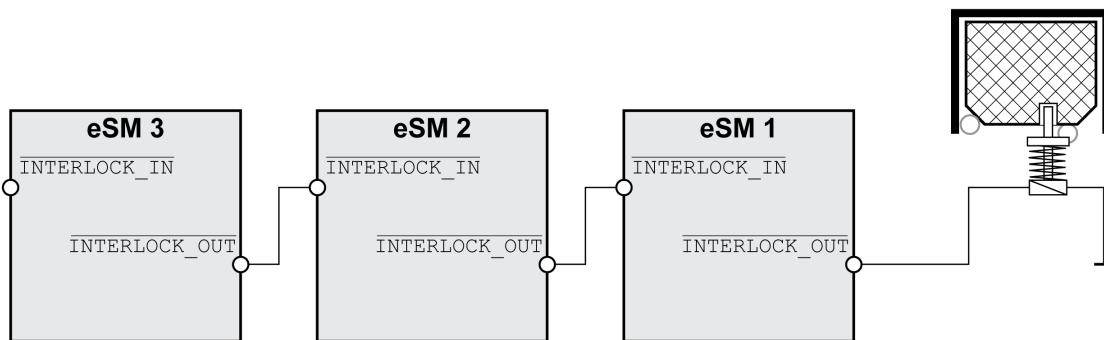 eSM 3
INTERLOCK_IN
INTERLOCK_OUT
eSM 2
INTERLOCK_IN
INTERLOCK_OUT
eSM 1
INTERLOCK_IN
INTERLOCK_OUT